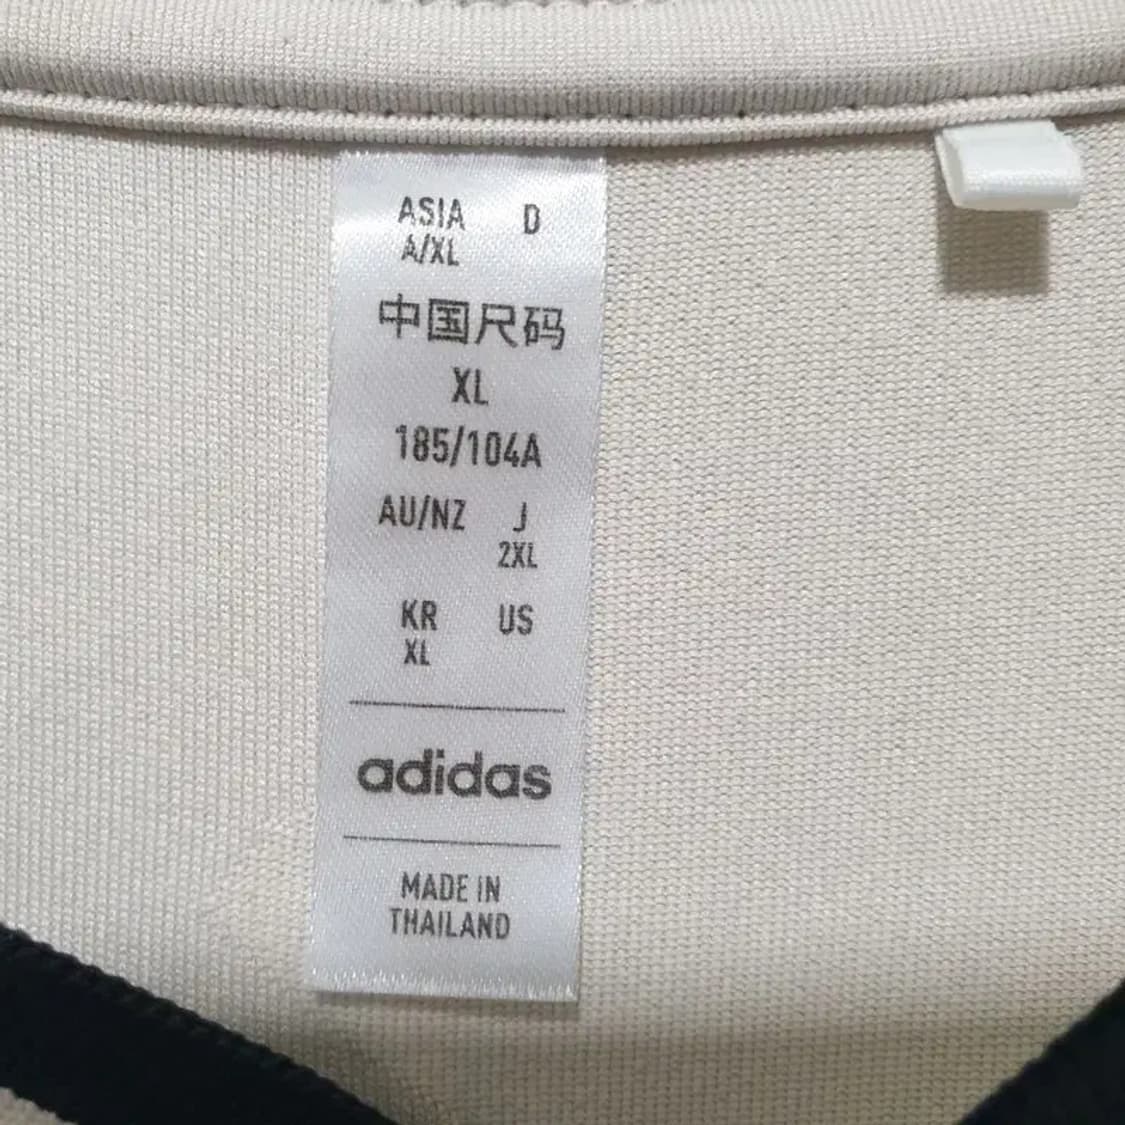 ASIA D
A/XL
中国尺码
XL
185/104A
AU/NZ J
2XL
KR US
XL
adidas
MADE IN
THAILAND